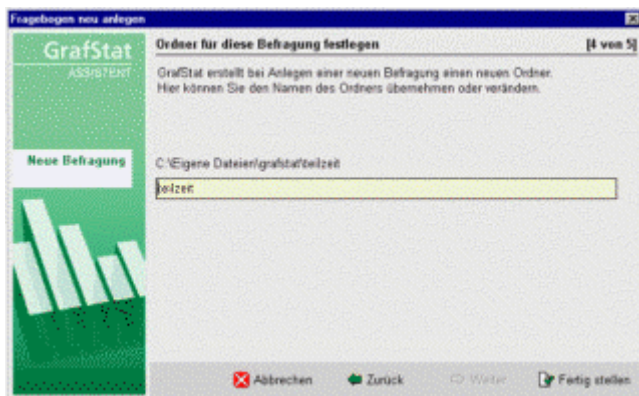 Fragebogen neu anlegen
GrafStat
ASSISTENT
Ordner für diese Befragung festlegen
[4 von 5]
GrafStat erstellt bei Anlegen einer neuen Befragung einen neuen Ordner.
Hier können Sie den Namen des Ordners übernehmen oder verändern.
Neue Befragung
C:\Eigene Dateien\grafstat\teilzeit
teilzeit
Abbrechen
Zurück
Weiter
Fertig stellen